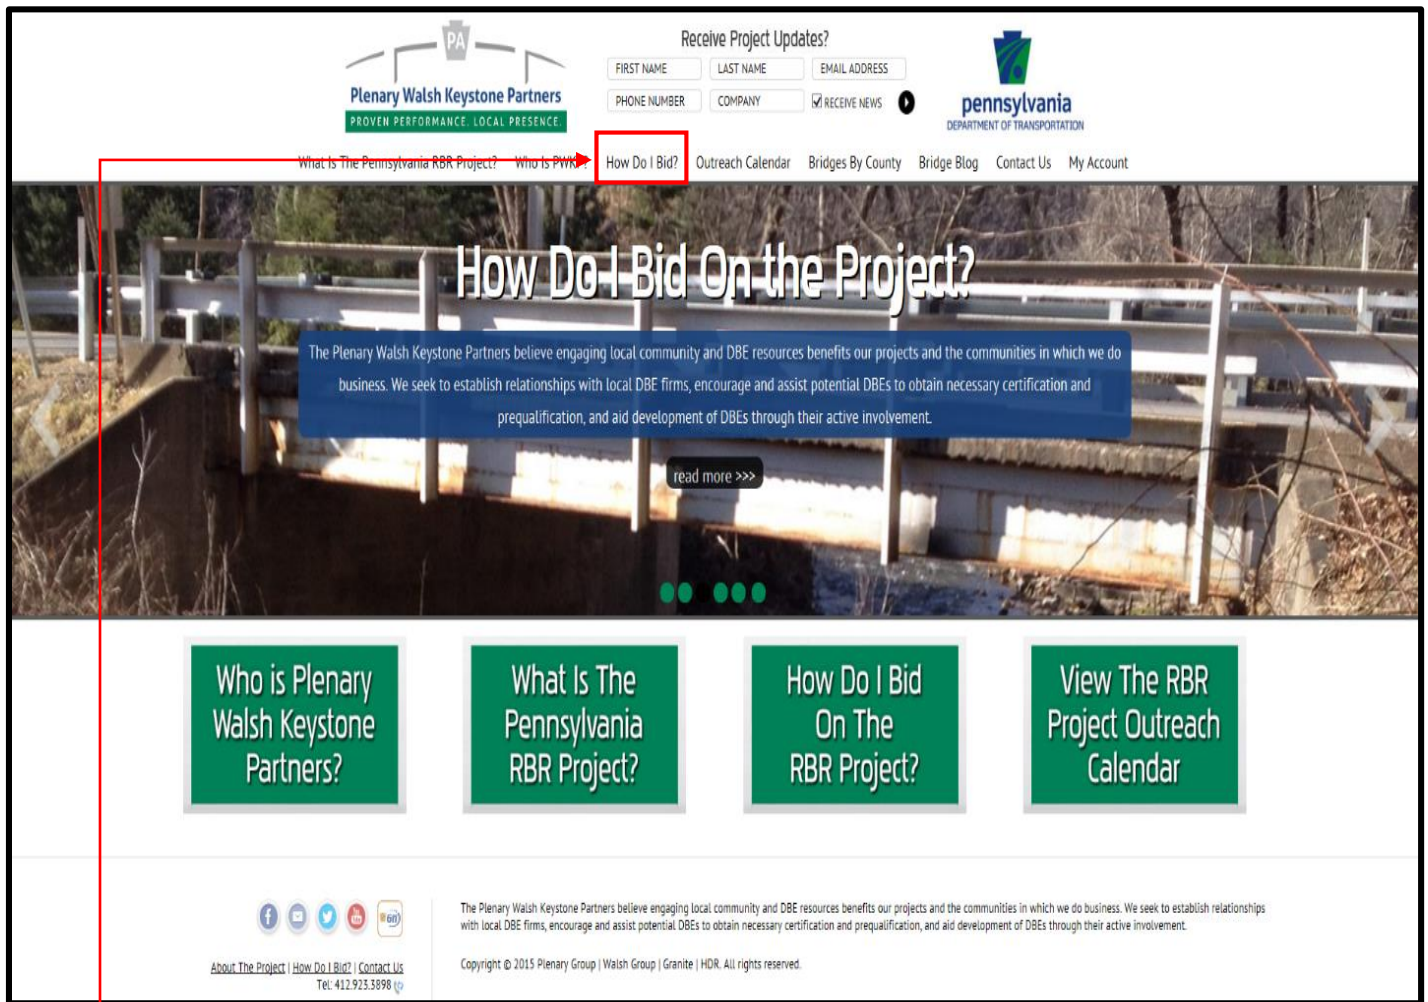 PA
Plenary Walsh Keystone Partners
PROVEN PERFORMANCE. LOCAL PRESENCE.
Receive Project Updates?
FIRST NAME LAST NAME EMAIL ADDRESS
PHONE NUMBER COMPANY RECEIVE NEWS
pennsylvania
DEPARTMENT OF TRANSPORTATION
What Is The Pennsylvania RBR Project? Who Is How Do I Bid? Outreach Calendar Bridges By County Bridge Blog Contact Us My Account
How Do I Bid On the Project?
The Plenary Walsh Keystone Partners believe engaging local community and DBE resources benefits our projects and the communities in which we do
business. We seek to establish relationships with local DBE firms, encourage and assist potential DBEs to obtain necessary certification and
prequalification, and aid development of DBEs through their active involvement.
read more >>>
Who is Plenary
Walsh Keystone
Partners?
What Is The
Pennsylvania
RBR Project?
How Do I Bid
On The
RBR Project?
View The RBR
Project Outreach
Calendar
You
The Plenary Walsh Keystone Partners believe engaging local community and DBE resources benefits our projects and the communities in which we do business. We seek to establish relationships
with local DBE firms, encourage and assist potential DBEs to obtain necessary certification and prequalification, and aid development of DBEs through their active involvement.
About The Project | How Do I Bid? | Contact Us
Tel: 412.923.3898
Copyright © 2015 Plenary Group | Walsh Group | Granite | HDR. All rights reserved.